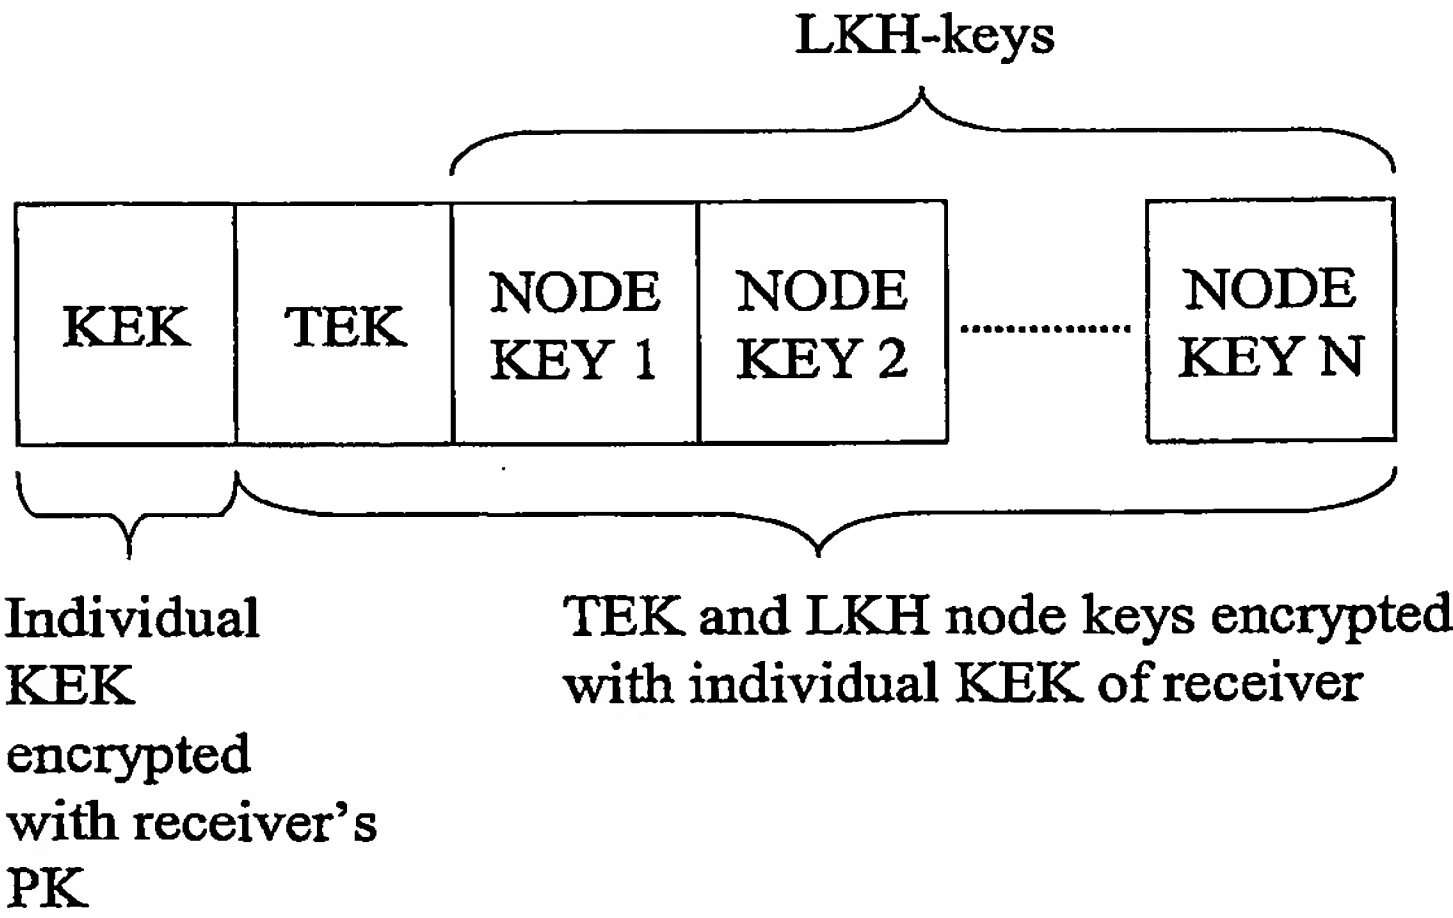 LKH-keys
KEK
TEK
NODE
KEY 1
NODE
KEY 2
NODE
KEY N
Individual
KEK
encrypted
with receiver's
PK
TEK and LKH node keys encrypted
with individual KEK of receiver